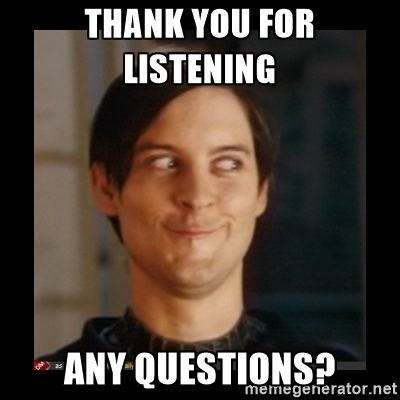 THANK YOU FOR
LISTENING
ANY QUESTIONS?
memegenerator.net